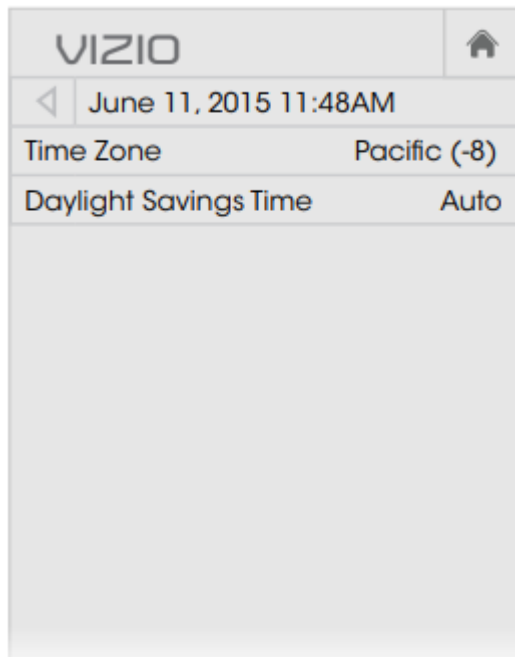 VIZIO
June 11, 2015 11:48AM
Time Zone Pacific (-8)
Daylight Savings Time Auto